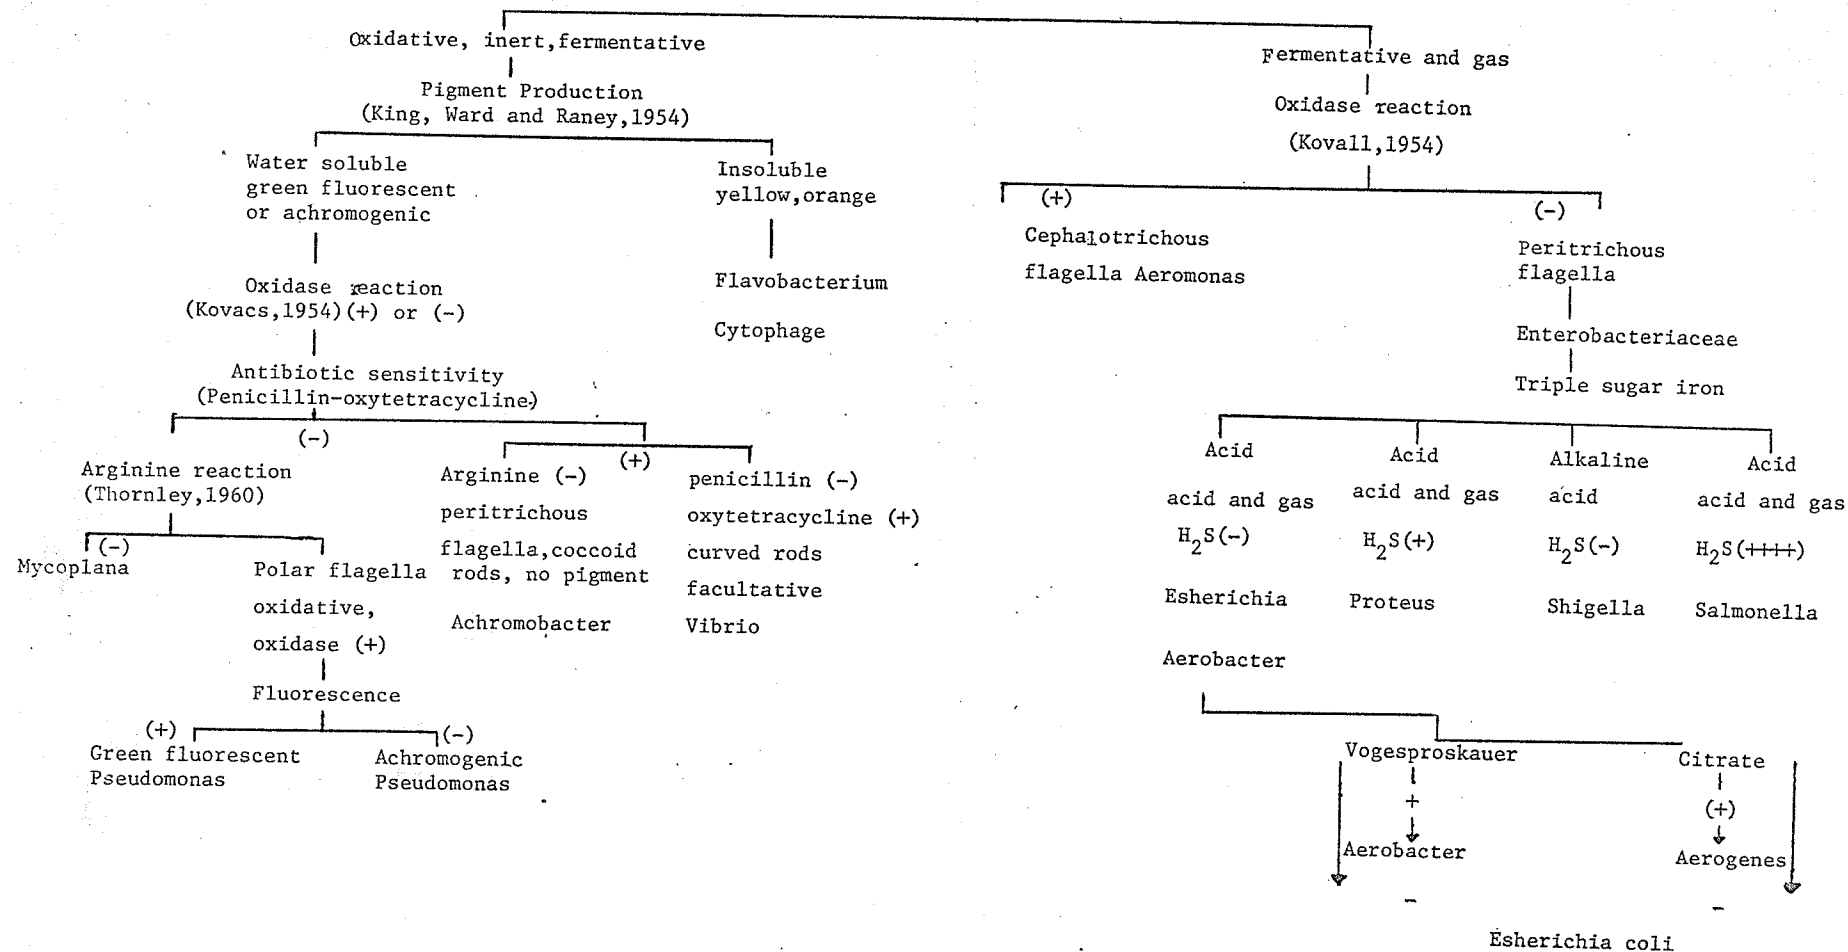 Oxidative, inert,fermentative
Pigment Production
(King, Ward and Raney,1954)
Water soluble
green fluorescent
or achromogenic
Insoluble
yellow,orange
Oxidase reaction
(Kovacs,1954)(+) or (-)
Flavobacterium
Cytophage
Antibiotic sensitivity
(Penicillin-oxytetracycline)
(-)
(+)
Arginine reaction
(Thornley,1960)
(-)
Mycoplana
Polar flagella
oxidative,
oxidase (+)
Fluorescence
(+)
Green fluorescent
Pseudomonas
(-)
Achromogenic
Pseudomonas
Arginine (-)
peritrichous
flagella,coccoid
rods, no pigment
Achromobacter
penicillin (-)
oxytetracycline (+)
curved rods
facultative
Vibrio
Fermentative and gas
Oxidase reaction
(Kovall,1954)
(+)
Cephalotrichous
flagella Aeromonas
(-)
Peritrichous
flagella
Enterobacteriaceae
Triple sugar iron
Acid
acid and gas
H2S(-)
Esherichia
Aerobacter
Acid
acid and gas
H2S(+)
Proteus
Alkaline
acid
H2S(-)
Shigella
Acid
acid and gas
H2S(++++)
Salmonella
Vogesproskauer
+
Aerobacter
-
Citrate
(+)
Aerogenes
-
Esherichia coli